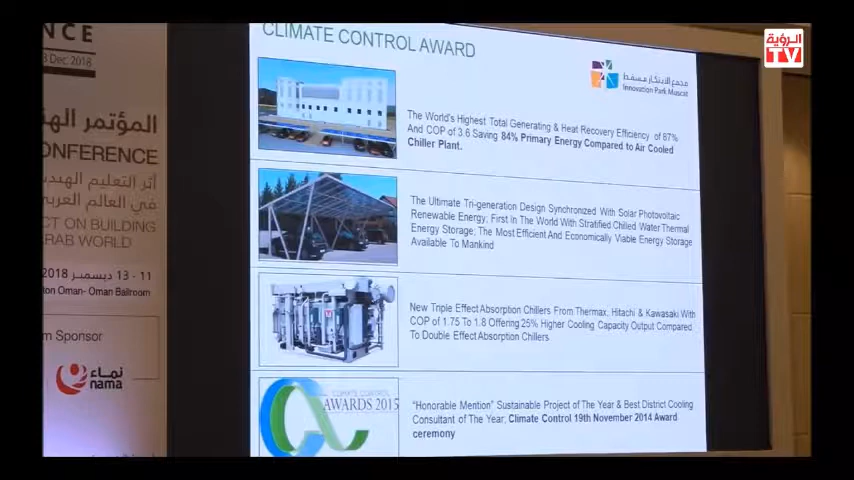 NCE
3 Dec 2018
المؤتمر اله
ONFERENCE
أثر التعليم الهند
في العالم العربي
CT ON BUILDING
ARAB WORLD
11 - 13 ديسمبر 2018
ton Oman- Oman Ballroom
m Sponsor
نماء
nama
CLIMATE CONTROL AWARD
مجمع الابتكار مسقط
Innovation Park Muscat
The World's Highest Total Generating & Heat Recovery Efficiency of 87%
And COP of 3.6 Saving 84% Primary Energy Compared to Air Cooled
Chiller Plant.
The Ultimate Tri-generation Design Synchronized With Solar Photovoltaic
Renewable Energy; First In The World With Stratified Chilled Water Thermal
Energy Storage; The Most Efficient And Economically Viable Energy Storage
Available To Mankind
New Triple Effect Absorption Chillers From Thermax, Hitachi & Kawasaki With
COP of 1.75 To 1.8 Offering 25% Higher Cooling Capacity Output Compared
To Double Effect Absorption Chillers
CLIMATE CONTROL
AWARDS 2015
"Honorable Mention" Sustainable Project of The Year & Best District Cooling
Consultant of The Year; Climate Control 19th November 2014 Award
ceremony
الرؤية
TV